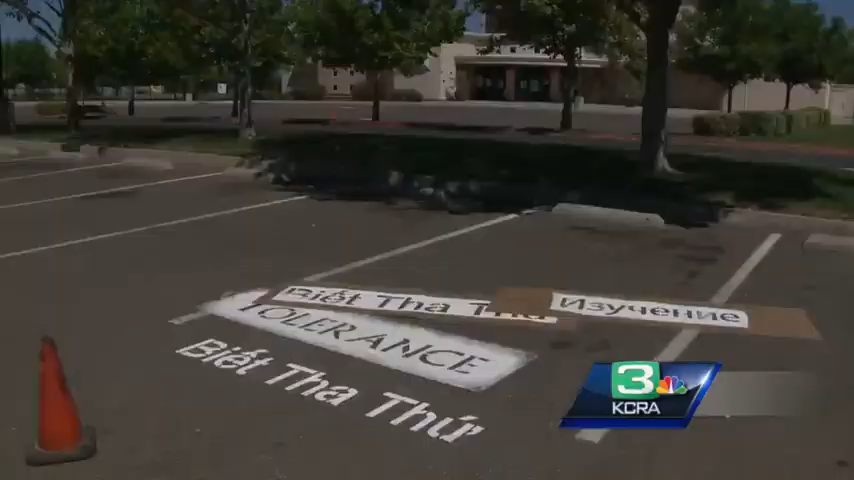 Biết Tha Thứ
Изучение
TOLERANCE
Biết Tha Thứ
3
KCRA